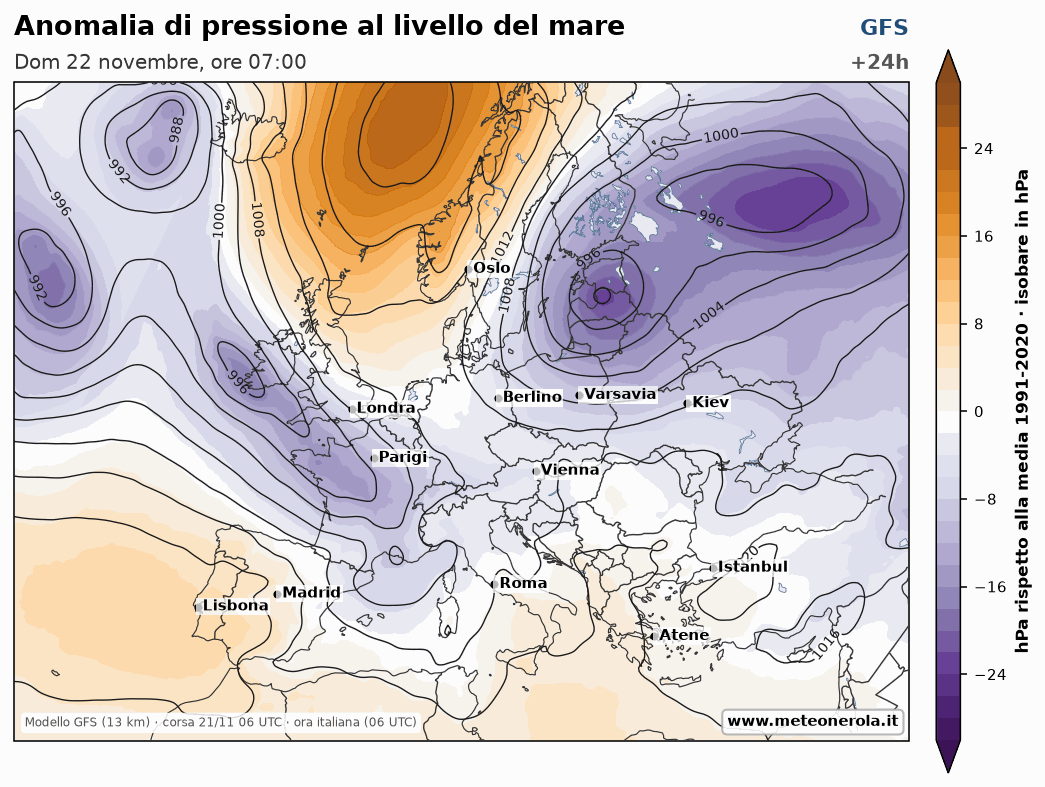 Anomalia di pressione al livello del mare
GFS
Dom 22 novembre, ore 07:00
+24h
988
992
996
1000
1008
1000
996
992
1012
Oslo
996
1008
1004
996
Londra
Berlino
Varsavia
Kiev
Parigi
Vienna
Istanbul
Roma
Madrid
Lisbona
Atene
1016
Modello GFS (13 km) · corsa 21/11 06 UTC · ora italiana (06 UTC)
www.meteonerola.it
24
16
8
0
−8
−16
−24
hPa rispetto alla media 1991-2020 · isobare in hPa